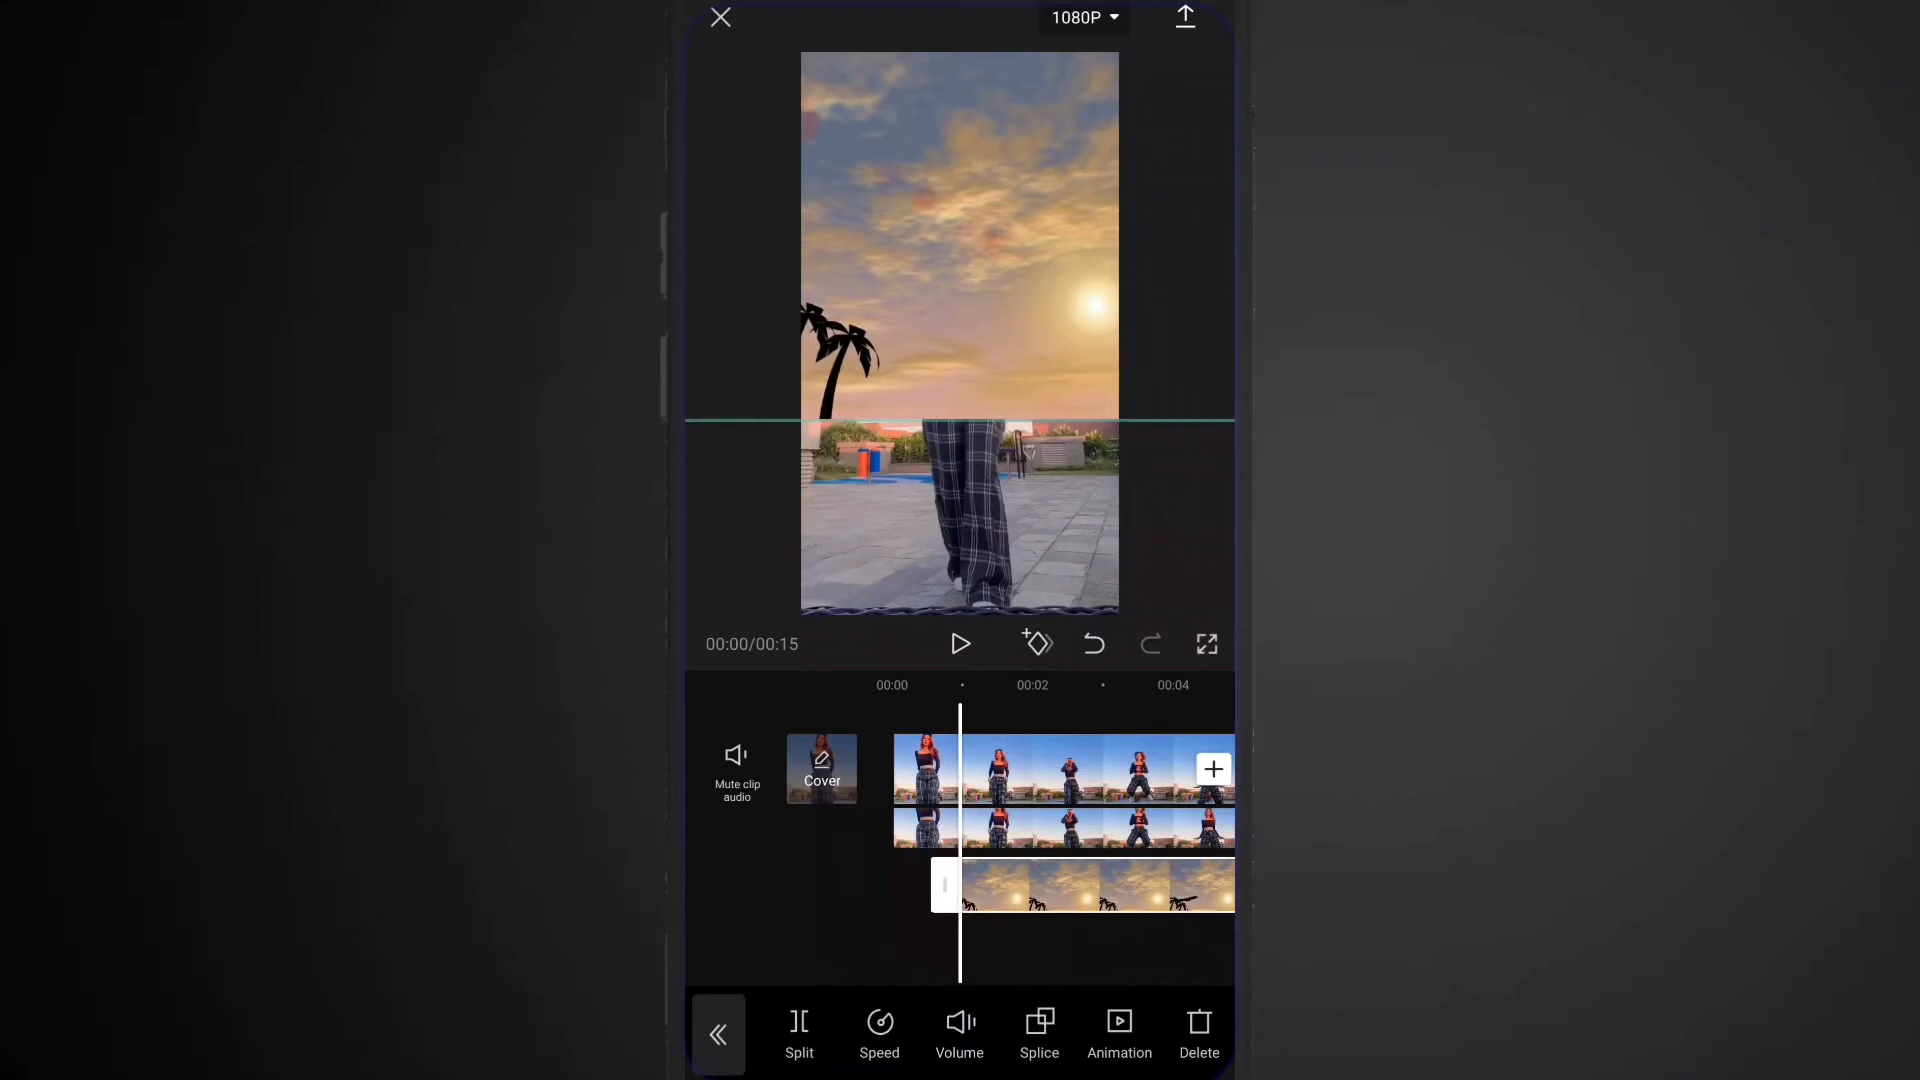 1080P
00:00/00:15
00:00
00:02
00:04
Mute clip
audio
Cover
Split
Speed
Volume
Splice
Animation
Delete